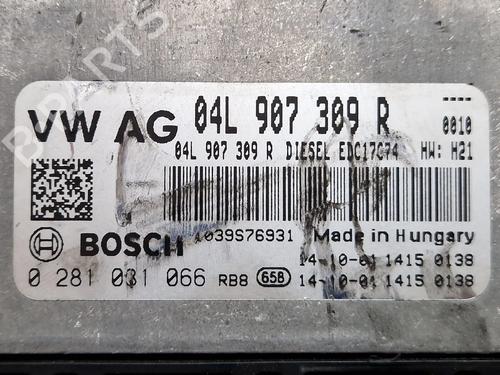 VW AG 04L 907 309 R 0010
04L 907 309 R DIESEL EDC17C74 HW: H21
BOSCH 1039S76931 Made in Hungary
0 281 031 066 RB8 65B 14-10-01 1415 0138
14-10-01 1415 0138